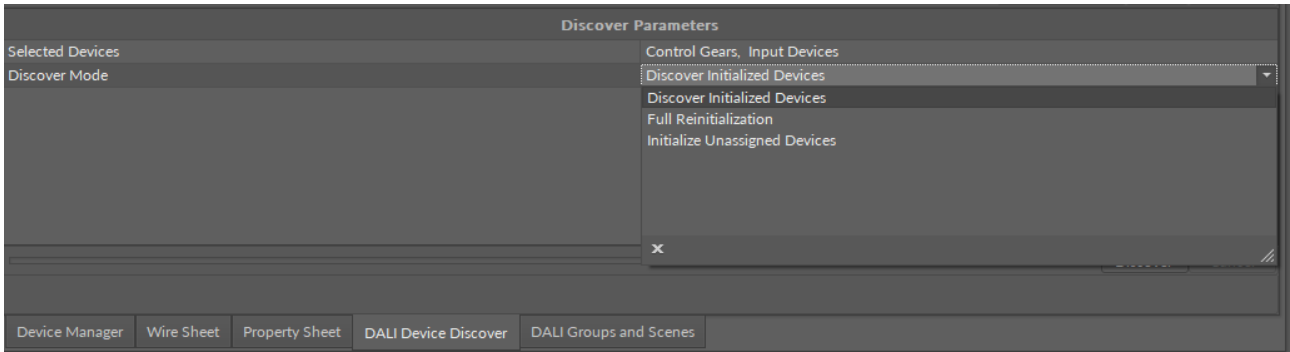 Discover Parameters
Selected Devices Control Gears, Input Devices
Discover Mode Discover Initialized Devices
Discover Initialized Devices
Full Reinitialization
Initialize Unassigned Devices
x
Device Manager Wire Sheet Property Sheet DALI Device Discover DALI Groups and Scenes